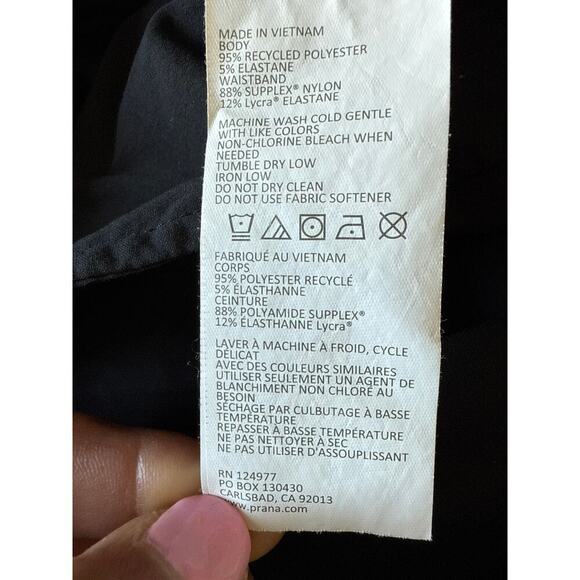 MADE IN VIETNAM
BODY
95% RECYCLED POLYESTER
5% ELASTANE
WAISTBAND
88% SUPPLEX® NYLON
12% Lycra® ELASTANE
MACHINE WASH COLD GENTLE
WITH LIKE COLORS
NON-CHLORINE BLEACH WHEN
NEEDED
TUMBLE DRY LOW
IRON LOW
DO NOT DRY CLEAN
DO NOT USE FABRIC SOFTENER
FABRIQUÉ AU VIETNAM
CORPS
95% POLYESTER RECYCLÉ
5% ÉLASTHANNE
CEINTURE
88% POLYAMIDE SUPPLEX®
12% ÉLASTHANNE Lycra®
LAVER À MACHINE À FROID, CYCLE
DÉLICAT
AVEC DES COULEURS SIMILAIRES
UTILISER SEULEMENT UN AGENT DE
BLANCHIMENT NON CHLORÉ AU
BESOIN
SÉCHAGE PAR CULBUTAGE À BASSE
TEMPÉRATURE
REPASSER À BASSE TEMPÉRATURE
NE PAS NETTOYER À SEC
NE PAS UTILISER D'ASSOUPLISSANT
RN 124977
PO BOX 130430
CARLSBAD, CA 92013
www.prana.com